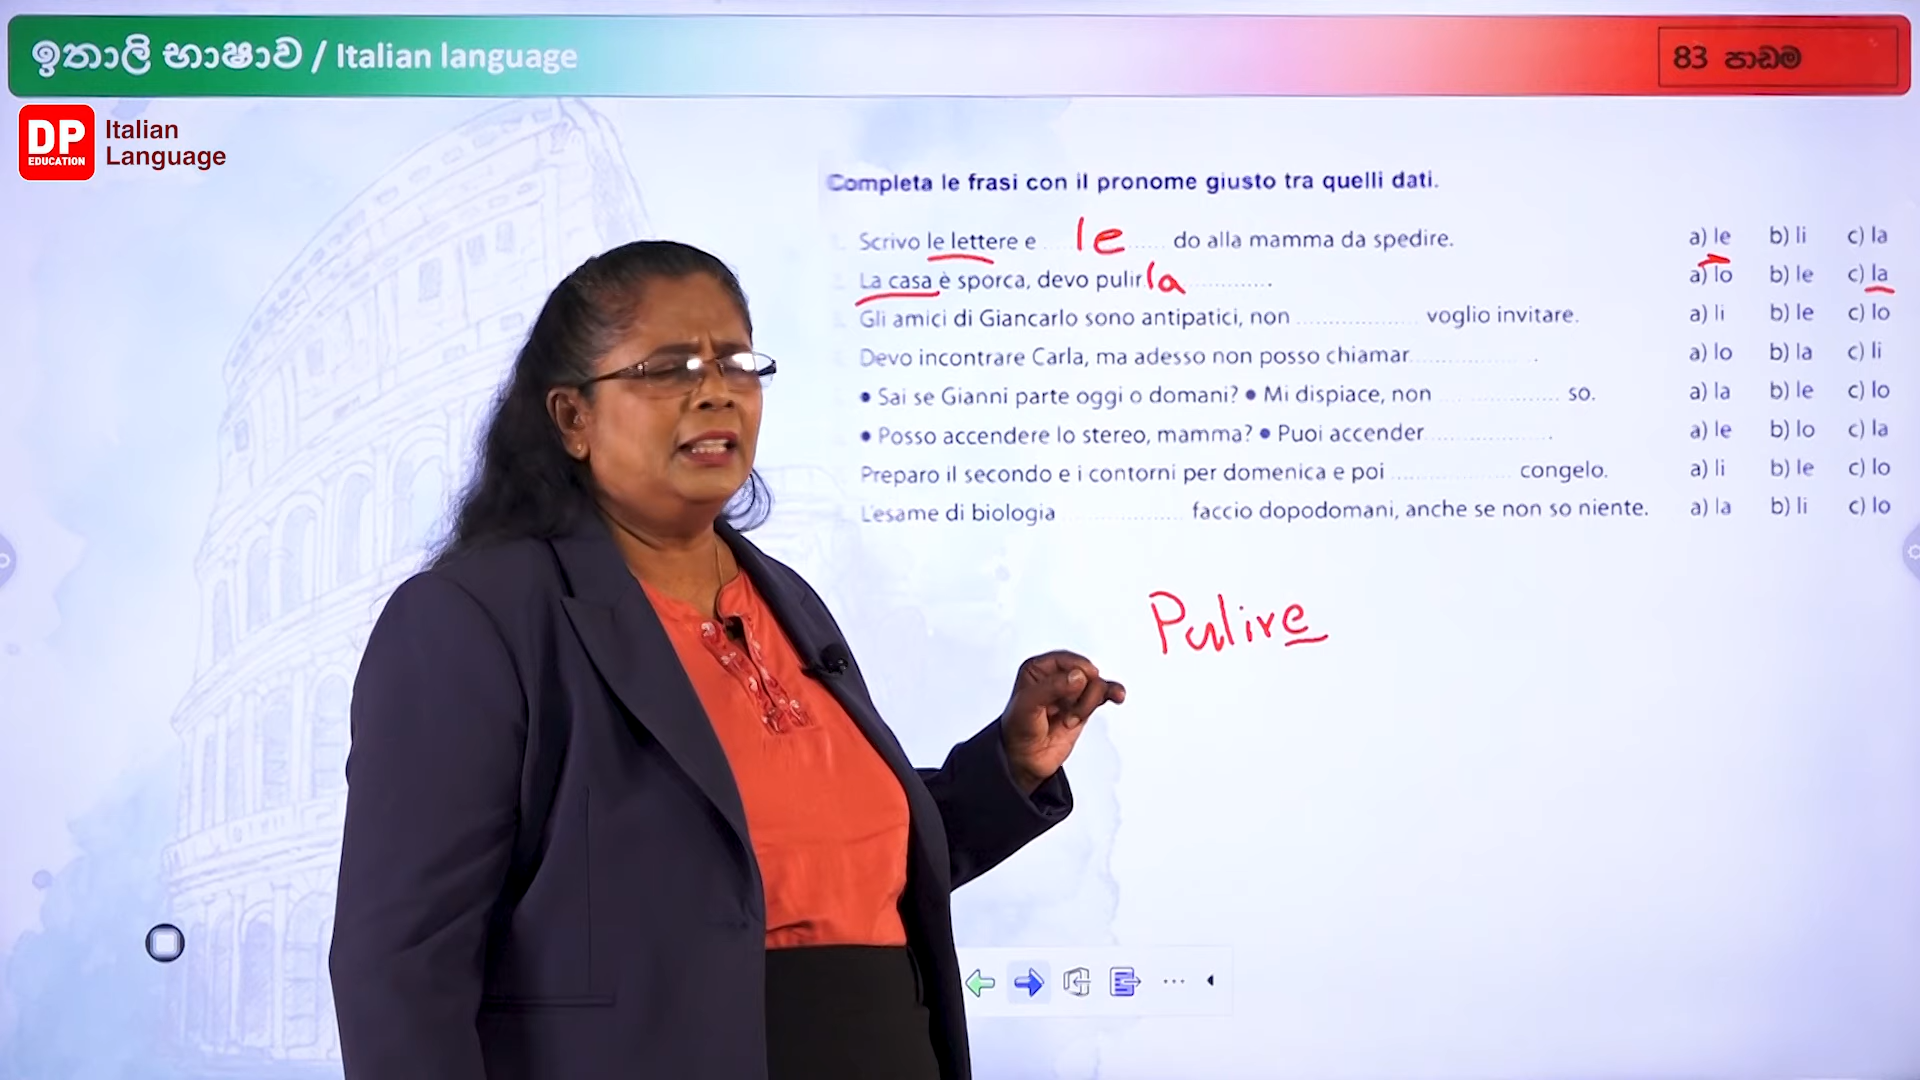 ඉතාලි භාෂාව / Italian language
83 පාඩම
DP
EDUCATION
Italian
Language
Completa le frasi con il pronome giusto tra quelli dati.
Scrivo le lettere e le do alla mamma da spedire. a) le b) li c) la
La casa è sporca, devo pulir la. a) lo b) le c) la
Gli amici di Giancarlo sono antipatici, non .................... voglio invitare. a) li b) le c) lo
Devo incontrare Carla, ma adesso non posso chiamar.................... . a) lo b) la c) li
• Sai se Gianni parte oggi o domani? • Mi dispiace, non .................... so. a) la b) le c) lo
• Posso accendere lo stereo, mamma? • Puoi accender.................... . a) le b) lo c) la
Preparo il secondo e i contorni per domenica e poi .................... congelo. a) li b) le c) lo
L'esame di biologia .................... faccio dopodomani, anche se non so niente. a) la b) li c) lo
Pulire